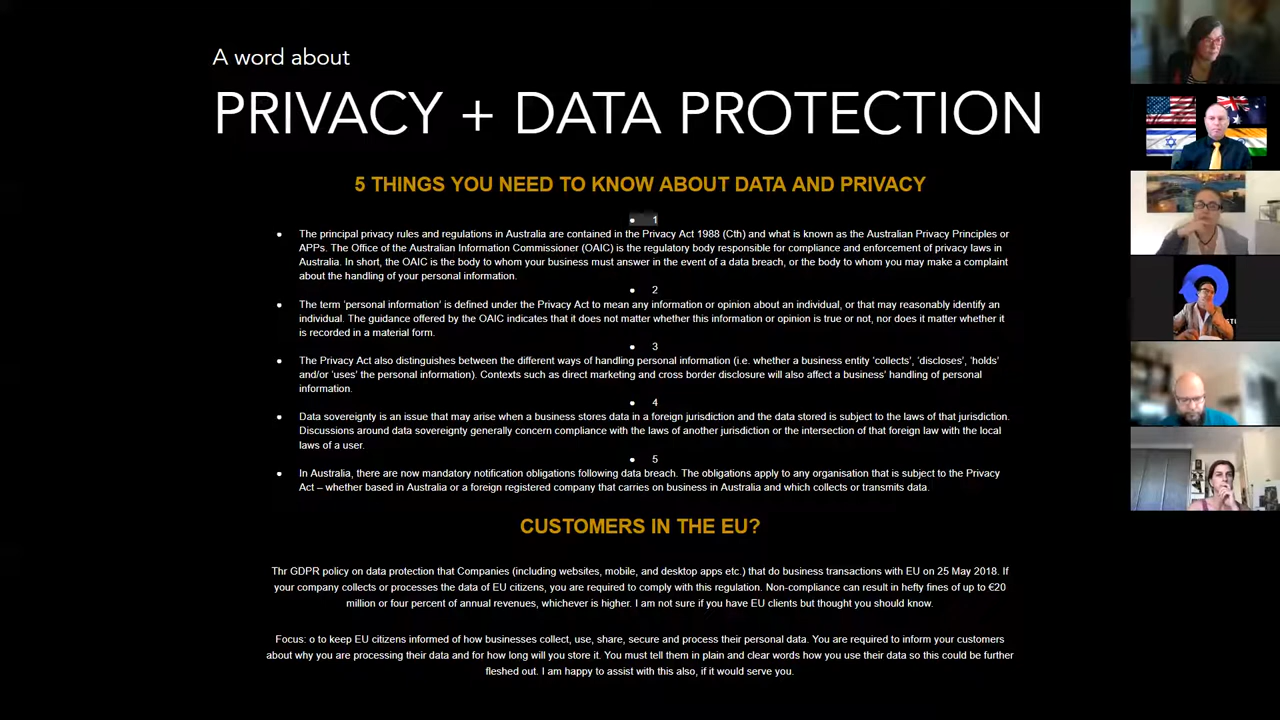 A word about
PRIVACY + DATA PROTECTION
5 THINGS YOU NEED TO KNOW ABOUT DATA AND PRIVACY
• 1
• The principal privacy rules and regulations in Australia are contained in the Privacy Act 1988 (Cth) and what is known as the Australian Privacy Principles or
APPs. The Office of the Australian Information Commissioner (OAIC) is the regulatory body responsible for compliance and enforcement of privacy laws in
Australia. In short, the OAIC is the body to whom your business must answer in the event of a data breach, or the body to whom you may make a complaint
about the handling of your personal information.
• 2
• The term ‘personal information’ is defined under the Privacy Act to mean any information or opinion about an individual, or that may reasonably identify an
individual. The guidance offered by the OAIC indicates that it does not matter whether this information or opinion is true or not, nor does it matter whether it
is recorded in a material form.
• 3
• The Privacy Act also distinguishes between the different ways of handling personal information (i.e. whether a business entity ‘collects’, ‘discloses’, ‘holds’
and/or ‘uses’ the personal information). Contexts such as direct marketing and cross border disclosure will also affect a business’ handling of personal
information.
• 4
• Data sovereignty is an issue that may arise when a business stores data in a foreign jurisdiction and the data stored is subject to the laws of that jurisdiction.
Discussions around data sovereignty generally concern compliance with the laws of another jurisdiction or the intersection of that foreign law with the local
laws of a user.
• 5
• In Australia, there are now mandatory notification obligations following data breach. The obligations apply to any organisation that is subject to the Privacy
Act – whether based in Australia or a foreign registered company that carries on business in Australia and which collects or transmits data.
CUSTOMERS IN THE EU?
Thr GDPR policy on data protection that Companies (including websites, mobile, and desktop apps etc.) that do business transactions with EU on 25 May 2018. If
your company collects or processes the data of EU citizens, you are required to comply with this regulation. Non-compliance can result in hefty fines of up to €20
million or four percent of annual revenues, whichever is higher. I am not sure if you have EU clients but thought you should know.
Focus: o to keep EU citizens informed of how businesses collect, use, share, secure and process their personal data. You are required to inform your customers
about why you are processing their data and for how long will you store it. You must tell them in plain and clear words how you use their data so this could be further
fleshed out. I am happy to assist with this also, if it would serve you.